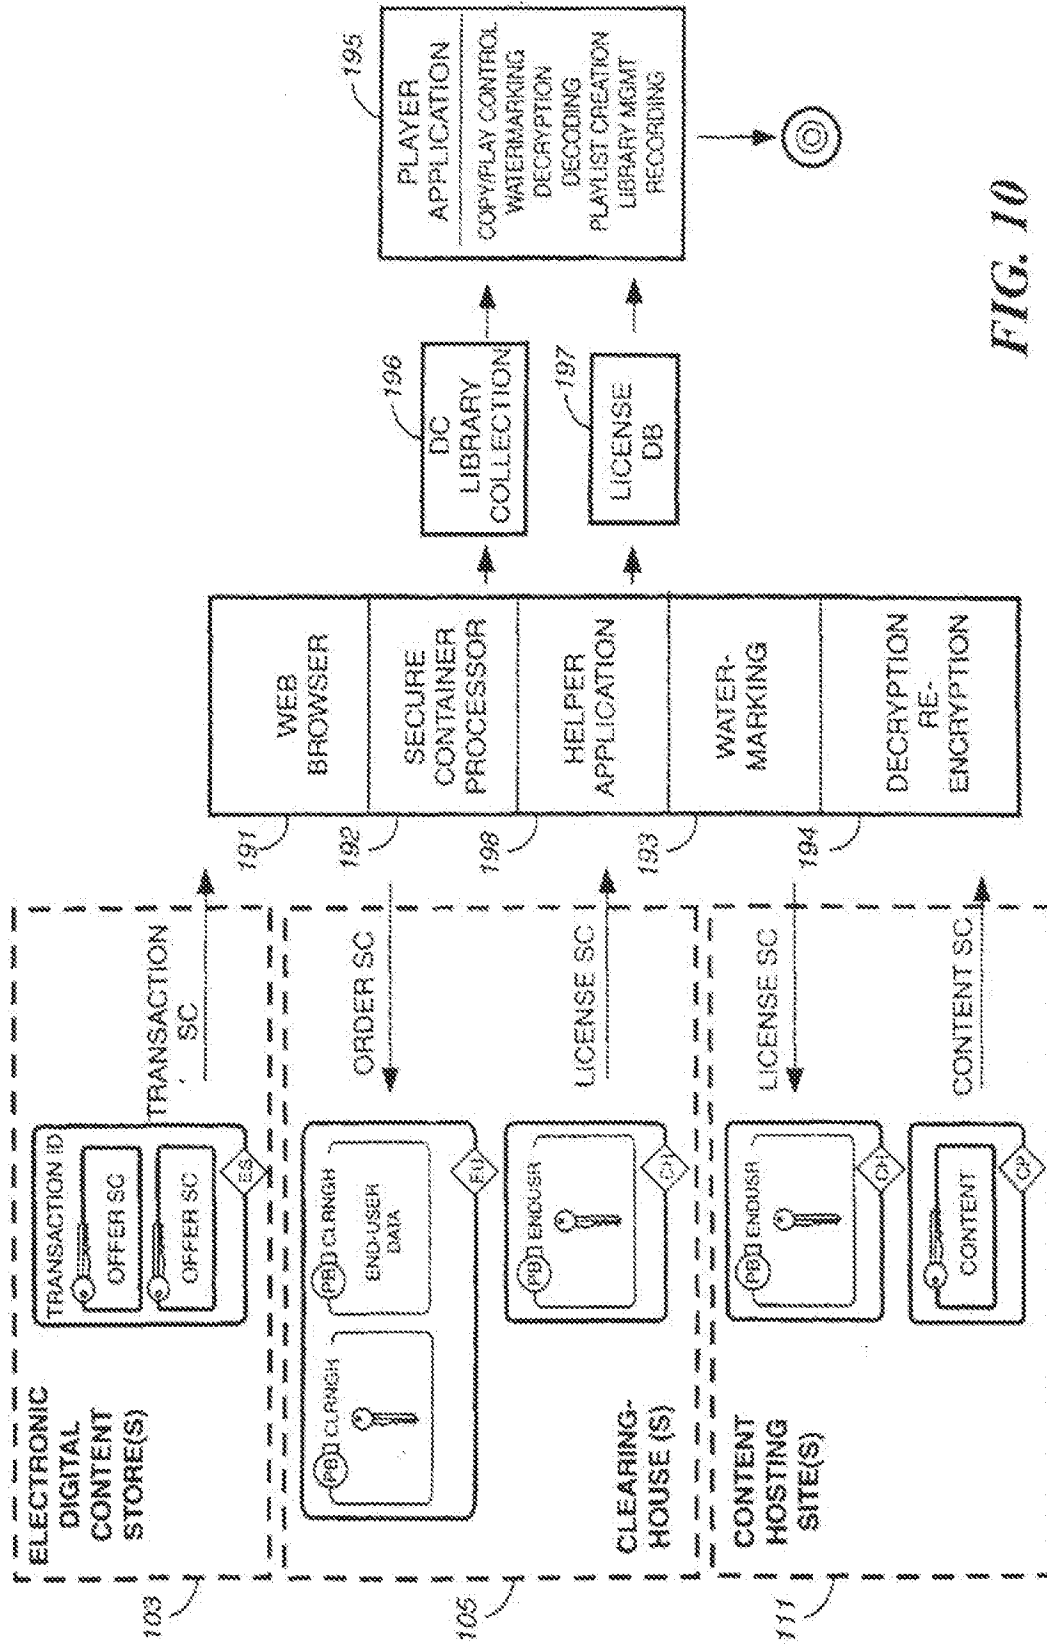 ELECTRONIC
DIGITAL
CONTENT
STORE(S)
103
TRANSACTION ID
OFFER SC
OFFER SC
ES
TRANSACTION
SC
CLEARING-
HOUSE (S)
105
PB CLRNGH
PB CLRNGH
END-USER
DATA
EU
ORDER SC
PB ENDUSR
CH
LICENSE SC
CONTENT
HOSTING
SITE(S)
111
PB ENDUSR
CH
LICENSE SC
CONTENT
CP
CONTENT SC
191
WEB
BROWSER
192
SECURE
CONTAINER
PROCESSOR
198
HELPER
APPLICATION
193
WATER-
MARKING
194
DECRYPTION
RE-
ENCRYPTION
196
DC
LIBRARY
COLLECTION
197
LICENSE
DB
195
PLAYER
APPLICATION
COPY/PLAY CONTROL
WATERMARKING
DECRYPTION
DECODING
PLAYLIST CREATION
LIBRARY MGMT
RECORDING
FIG. 10